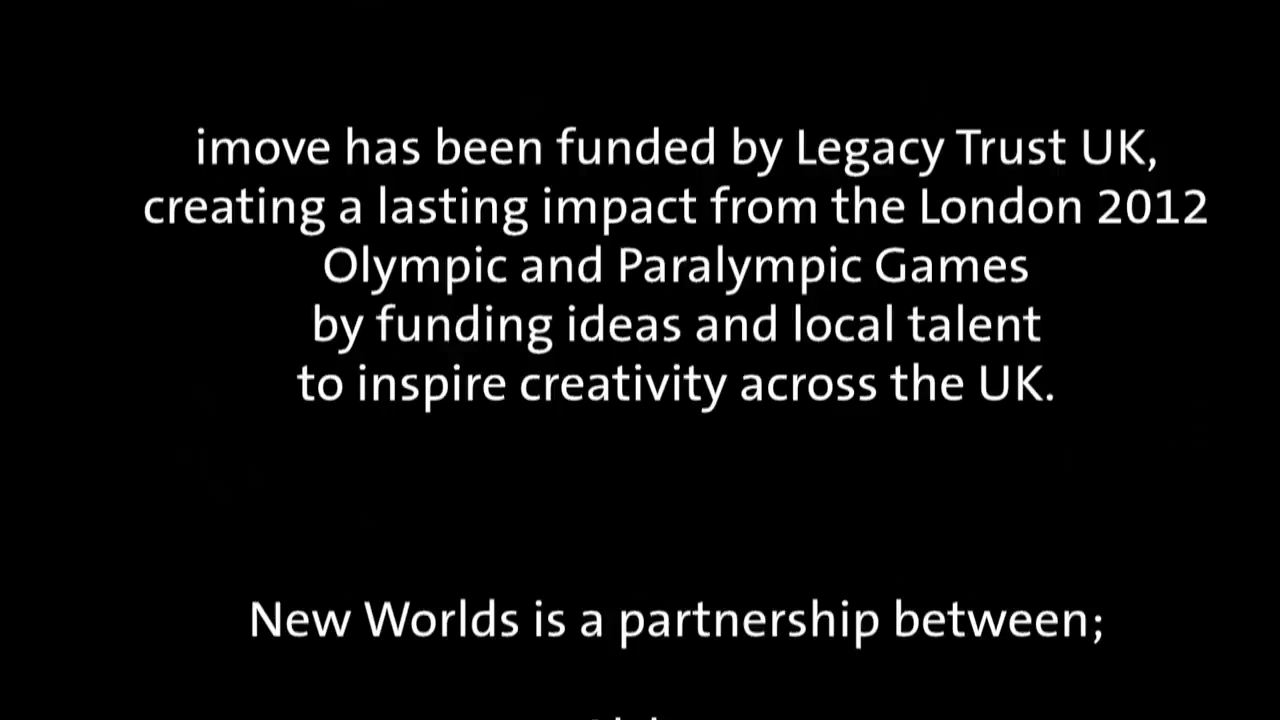 imove has been funded by Legacy Trust UK,
creating a lasting impact from the London 2012
Olympic and Paralympic Games
by funding ideas and local talent
to inspire creativity across the UK.
New Worlds is a partnership between;